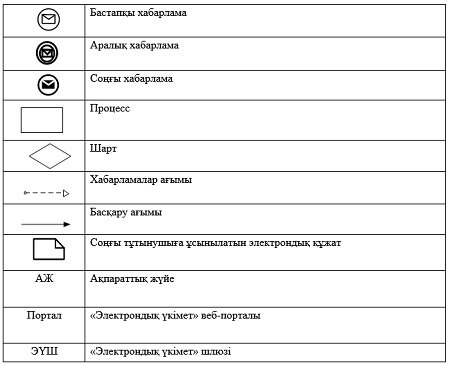 Бастапқы хабарлама
Аралық хабарлама
Соңғы хабарлама
Процесс
Шарт
Хабарламалар ағымы
Басқару ағымы
Соңғы тұтынушыға ұсынылатын электрондық құжат
АЖ Ақпараттық жүйе
Портал «Электрондық үкімет» веб-порталы
ЭҮШ «Электрондық үкімет» шлюзі